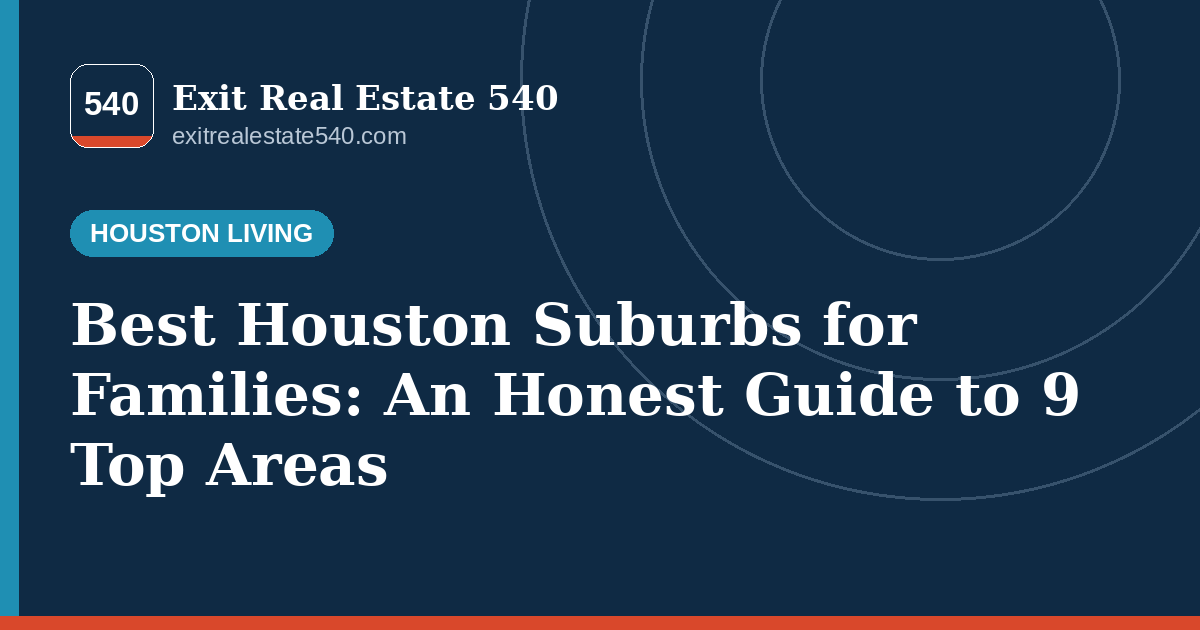 540
Exit Real Estate 540
exitrealestate540.com
HOUSTON LIVING
Best Houston Suburbs for
Families: An Honest Guide to 9
Top Areas